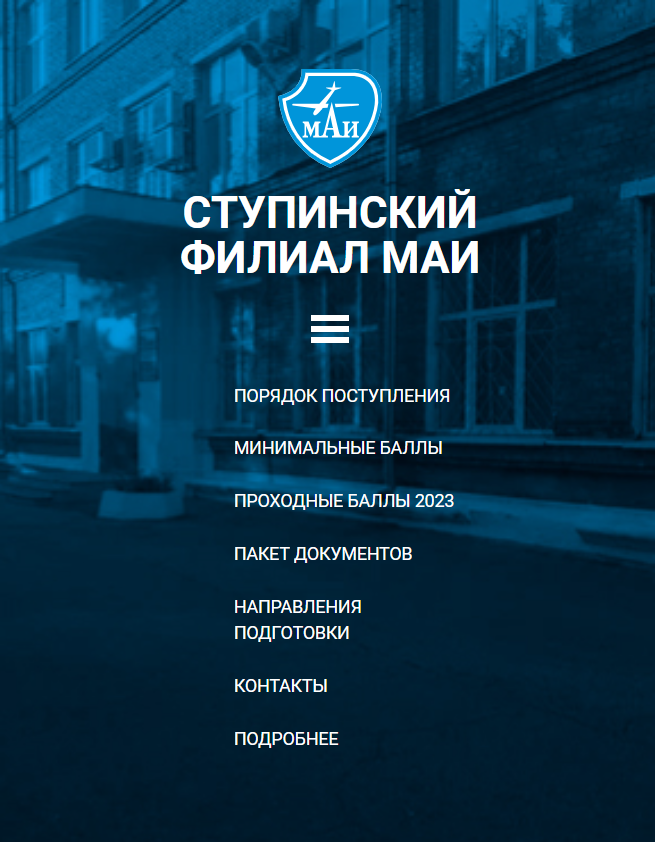 МАИ
СТУПИНСКИЙ
ФИЛИАЛ МАИ
ПОРЯДОК ПОСТУПЛЕНИЯ
МИНИМАЛЬНЫЕ БАЛЛЫ
ПРОХОДНЫЕ БАЛЛЫ 2023
ПАКЕТ ДОКУМЕНТОВ
НАПРАВЛЕНИЯ
ПОДГОТОВКИ
КОНТАКТЫ
ПОДРОБНЕЕ